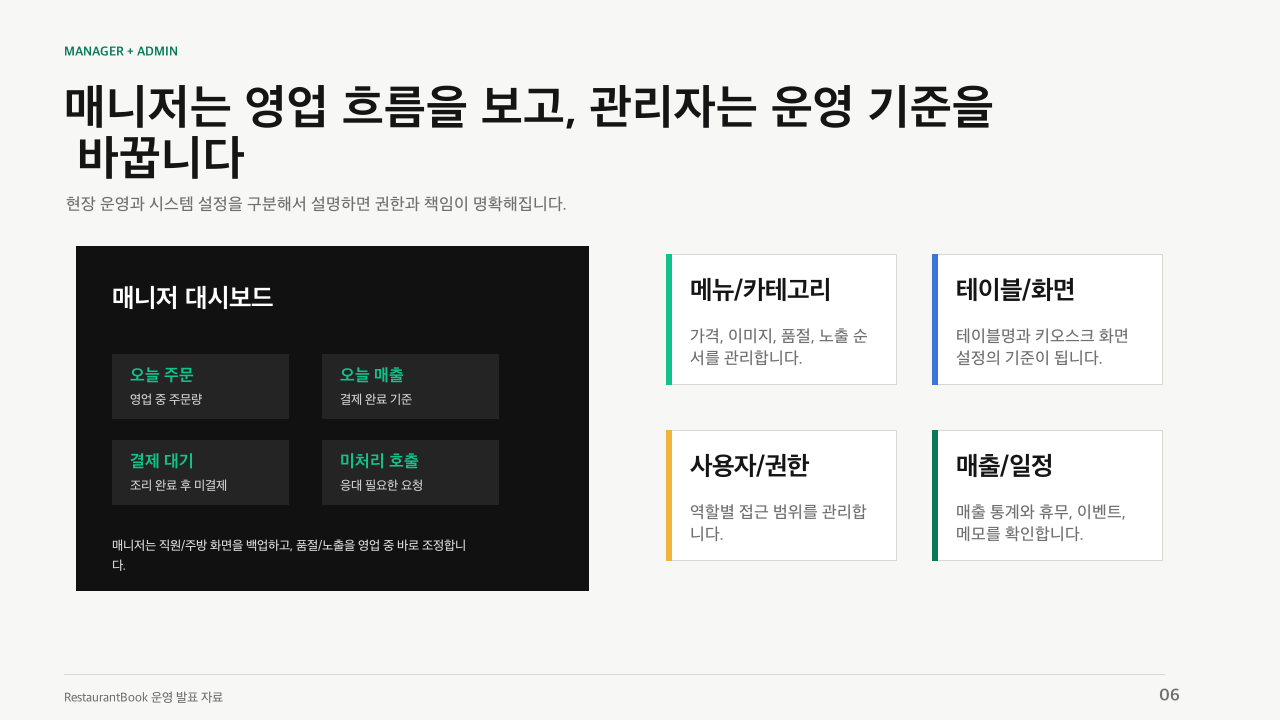 MANAGER + ADMIN
매니저는 영업 흐름을 보고, 관리자는 운영 기준을
바꿉니다
현장 운영과 시스템 설정을 구분해서 설명하면 권한과 책임이 명확해집니다.
매니저 대시보드
오늘 주문
영업 중 주문량
오늘 매출
결제 완료 기준
결제 대기
조리 완료 후 미결제
미처리 호출
응대 필요한 요청
매니저는 직원/주방 화면을 백업하고, 품절/노출을 영업 중 바로 조정합니
다.
메뉴/카테고리
가격, 이미지, 품절, 노출 순
서를 관리합니다.
테이블/화면
테이블명과 키오스크 화면
설정의 기준이 됩니다.
사용자/권한
역할별 접근 범위를 관리합
니다.
매출/일정
매출 통계와 휴무, 이벤트,
메모를 확인합니다.
RestaurantBook 운영 발표 자료
06